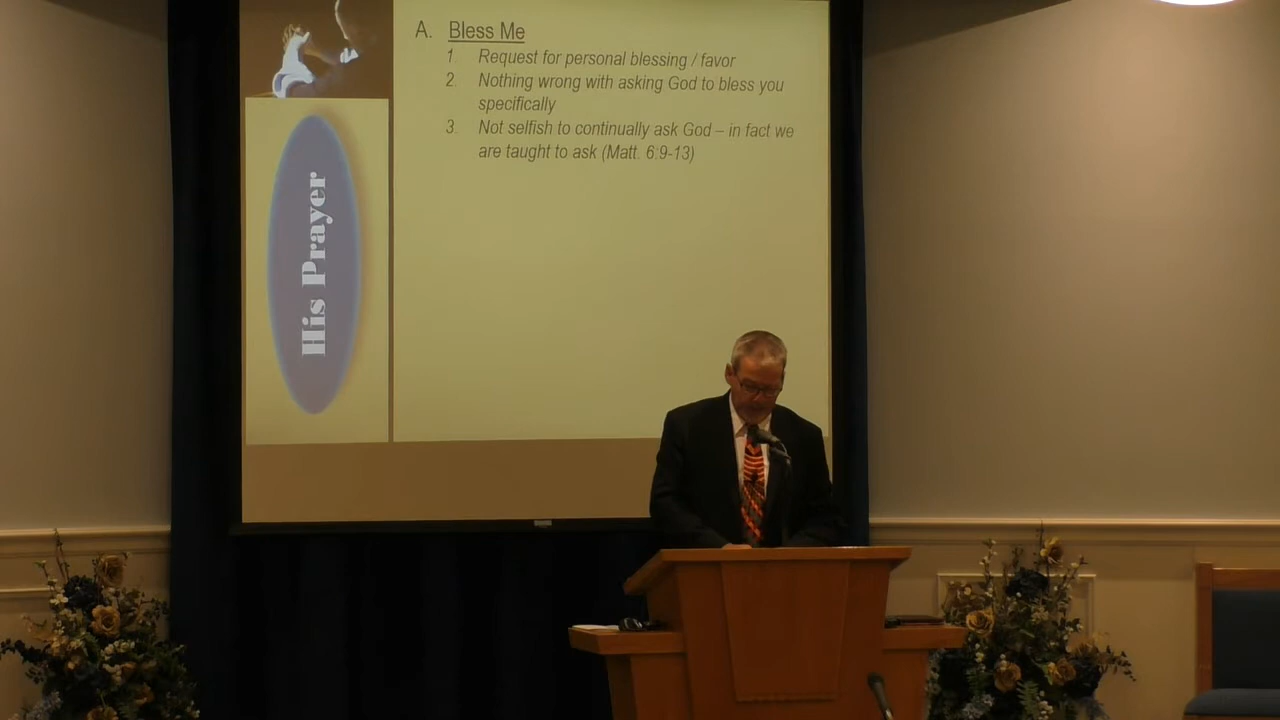 A. Bless Me
1. Request for personal blessing / favor
2. Nothing wrong with asking God to bless you
specifically
3. Not selfish to continually ask God – in fact we
are taught to ask (Matt. 6:9-13)
His Prayer